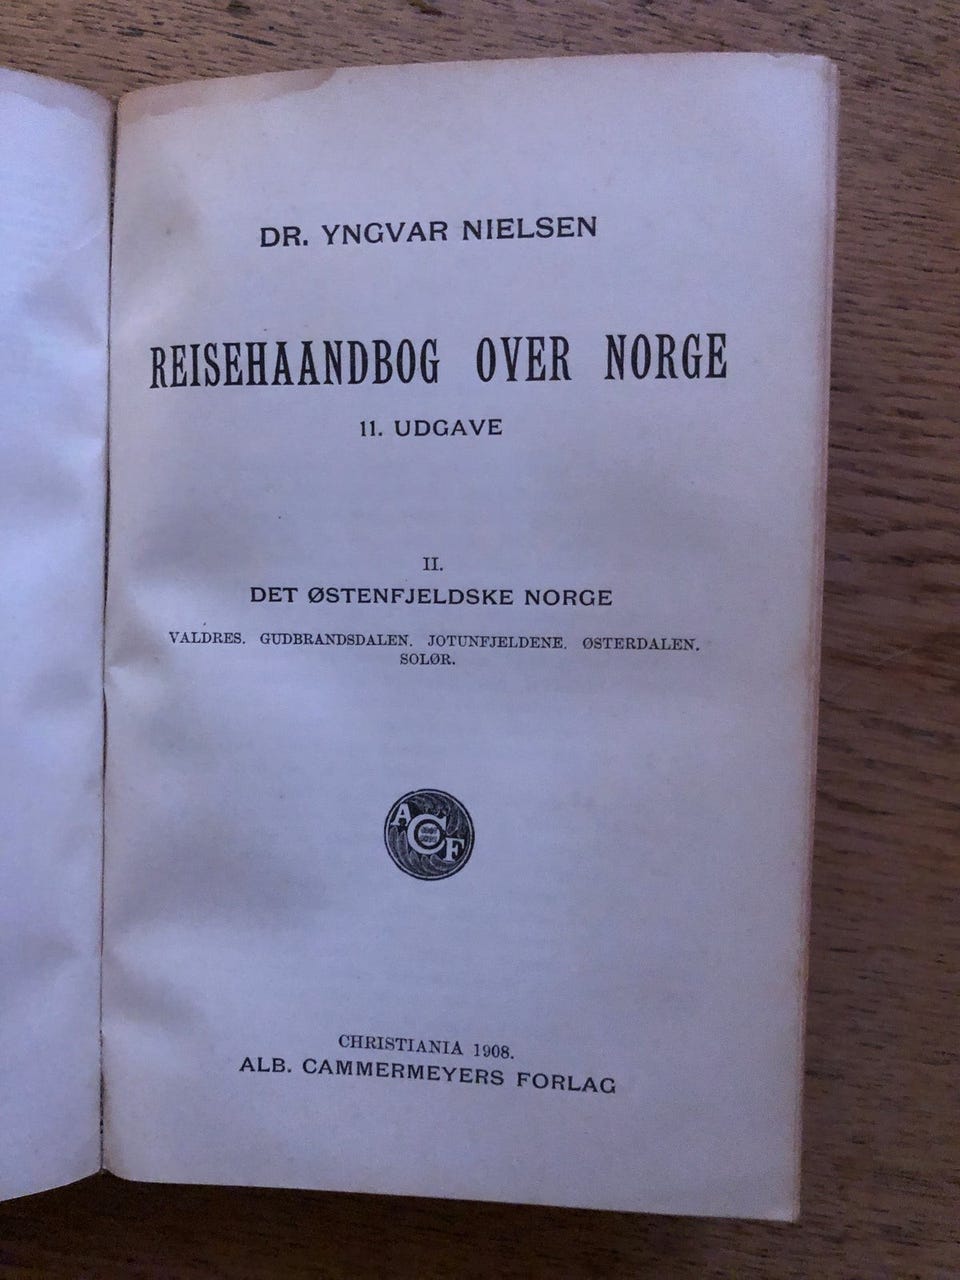 DR. YNGVAR NIELSEN
REISEHAANDBOG OVER NORGE
11. UDGAVE
II.
DET ØSTENFJELDSKE NORGE
VALDRES. GUDBRANDSDALEN. JOTUNFJELDENE. ØSTERDALEN.
SOLØR.
ACF
CHRISTIANIA 1908.
ALB. CAMMERMEYERS FORLAG